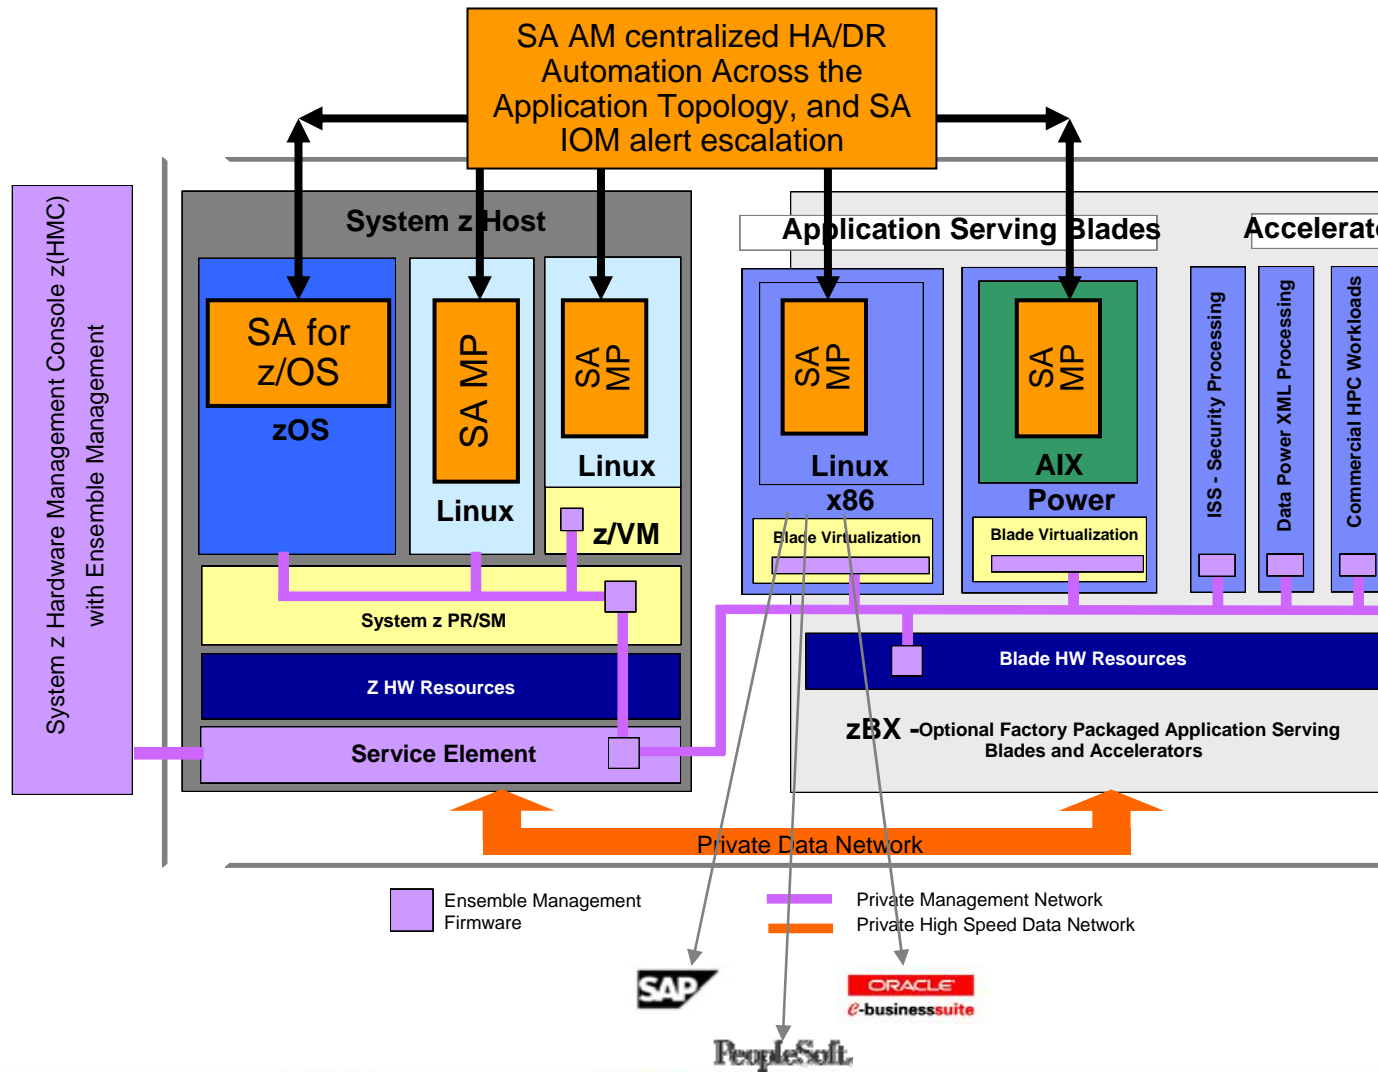 SA AM centralized HA/DR
Automation Across the
Application Topology, and SA
IOM alert escalation
System z Hardware Management Console z(HMC)
with Ensemble Management
System z Host
SA for
z/OS
zOS
SA MP
Linux
SA
MP
Linux
z/VM
System z PR/SM
Z HW Resources
Service Element
Application Serving Blades
Accelerato
SA
MP
Linux
x86
Blade Virtualization
SA
MP
AIX
Power
Blade Virtualization
ISS - Security Processing
Data Power XML Processing
Commercial HPC Workloads
Blade HW Resources
zBX -Optional Factory Packaged Application Serving
Blades and Accelerators
Private Data Network
Ensemble Management
Firmware
Private Management Network
Private High Speed Data Network
SAP
ORACLE
e-businesssuite
PeopleSoft.